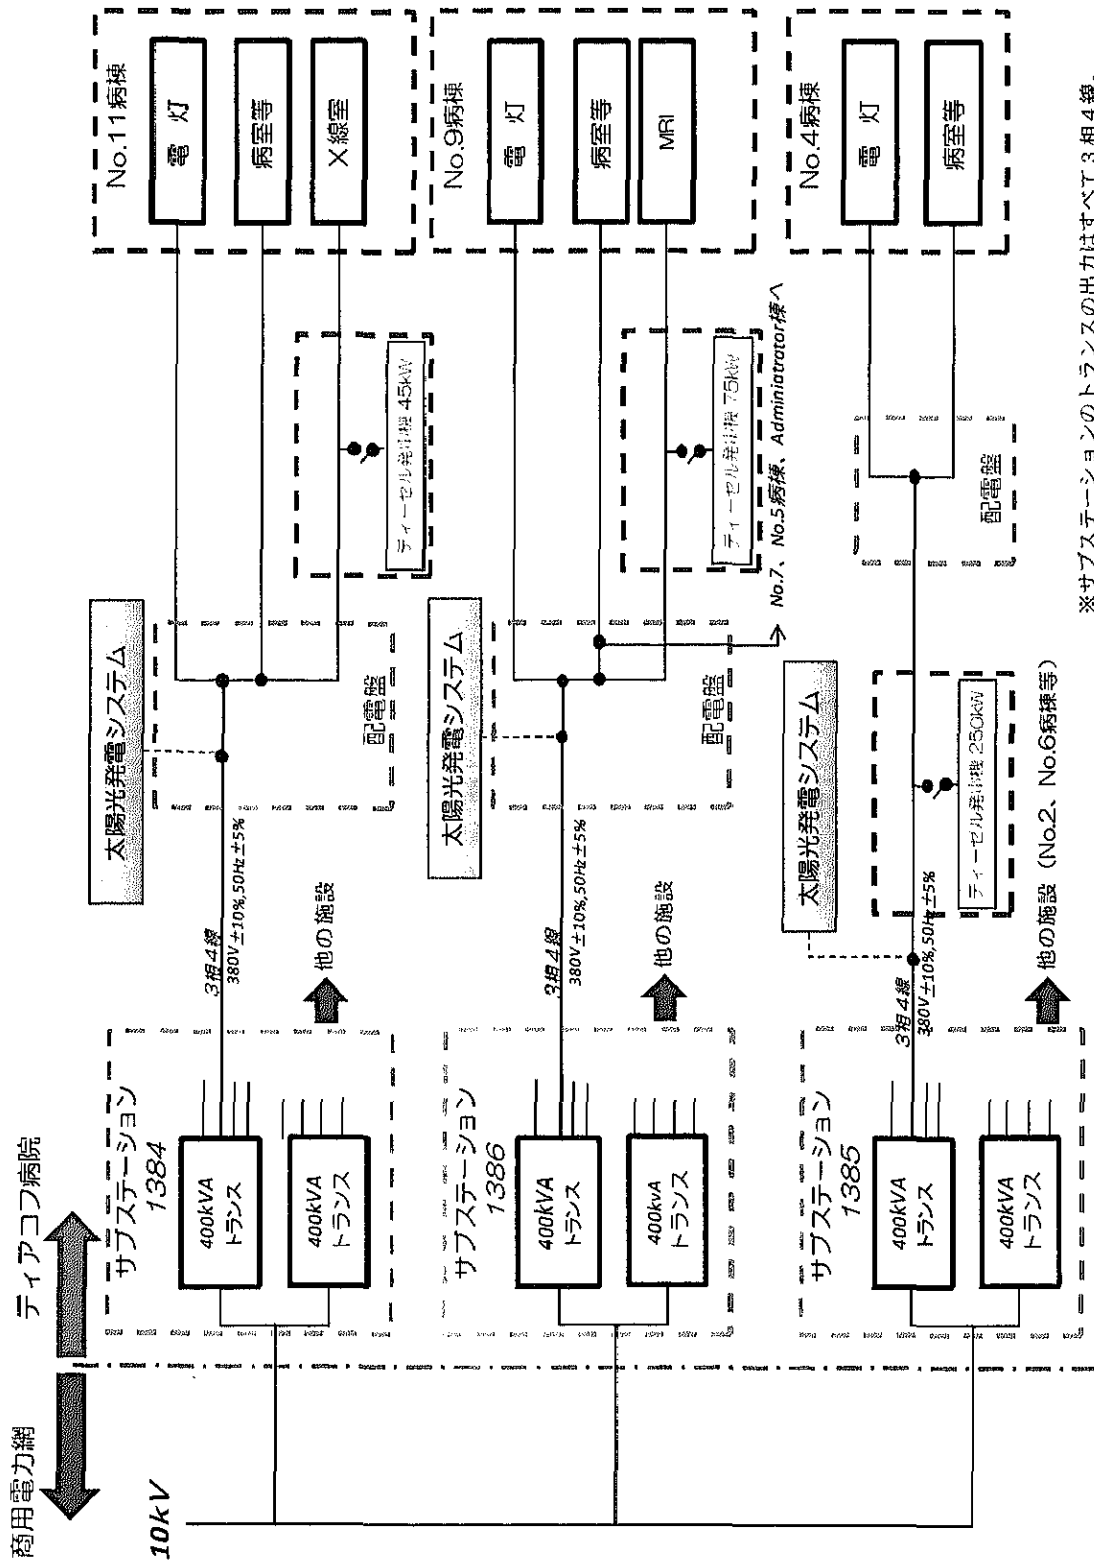 商用電力網
ティアコフ病院
10kV
サブステーション
1384
400kVA
トランス
400kVA
トランス
3相4線
380V±10%,50Hz±5%
他の施設
太陽光発電システム
配電盤
ディーゼル発電機 45kW
No.11病棟
電 灯
病室等
X線室
サブステーション
1386
400kVA
トランス
400kVA
トランス
3相4線
380V±10%,50Hz±5%
他の施設
太陽光発電システム
配電盤
No.7、No.5病棟、Adminiatrator棟へ
ディーゼル発電機 75kW
No.9病棟
電 灯
病室等
MRI
サブステーション
1385
400kVA
トランス
400kVA
トランス
3相4線
380V±10%,50Hz±5%
他の施設（No.2、No.6病棟等）
太陽光発電システム
ディーゼル発電機 250kW
配電盤
No.4病棟
電 灯
病室等
※サブステーションのトランスの出力はすべて3相4線。